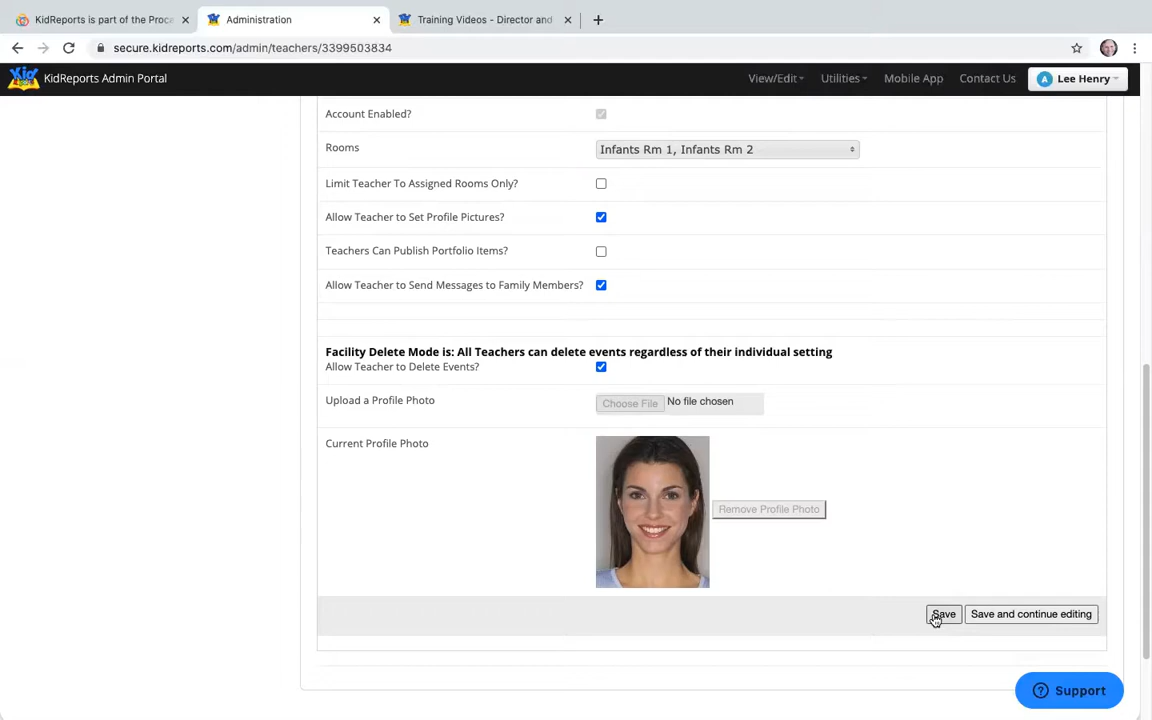 KidReports is part of the Proca
Administration
Training Videos - Director and
secure.kidreports.com/admin/teachers/3399503834
KidReports Admin Portal
View/Edit
Utilities
Mobile App
Contact Us
A Lee Henry
Account Enabled?
Rooms
Infants Rm 1, Infants Rm 2
Limit Teacher To Assigned Rooms Only?
Allow Teacher to Set Profile Pictures?
Teachers Can Publish Portfolio Items?
Allow Teacher to Send Messages to Family Members?
Facility Delete Mode is: All Teachers can delete events regardless of their individual setting
Allow Teacher to Delete Events?
Upload a Profile Photo
Choose File No file chosen
Current Profile Photo
Remove Profile Photo
Save
Save and continue editing
Support